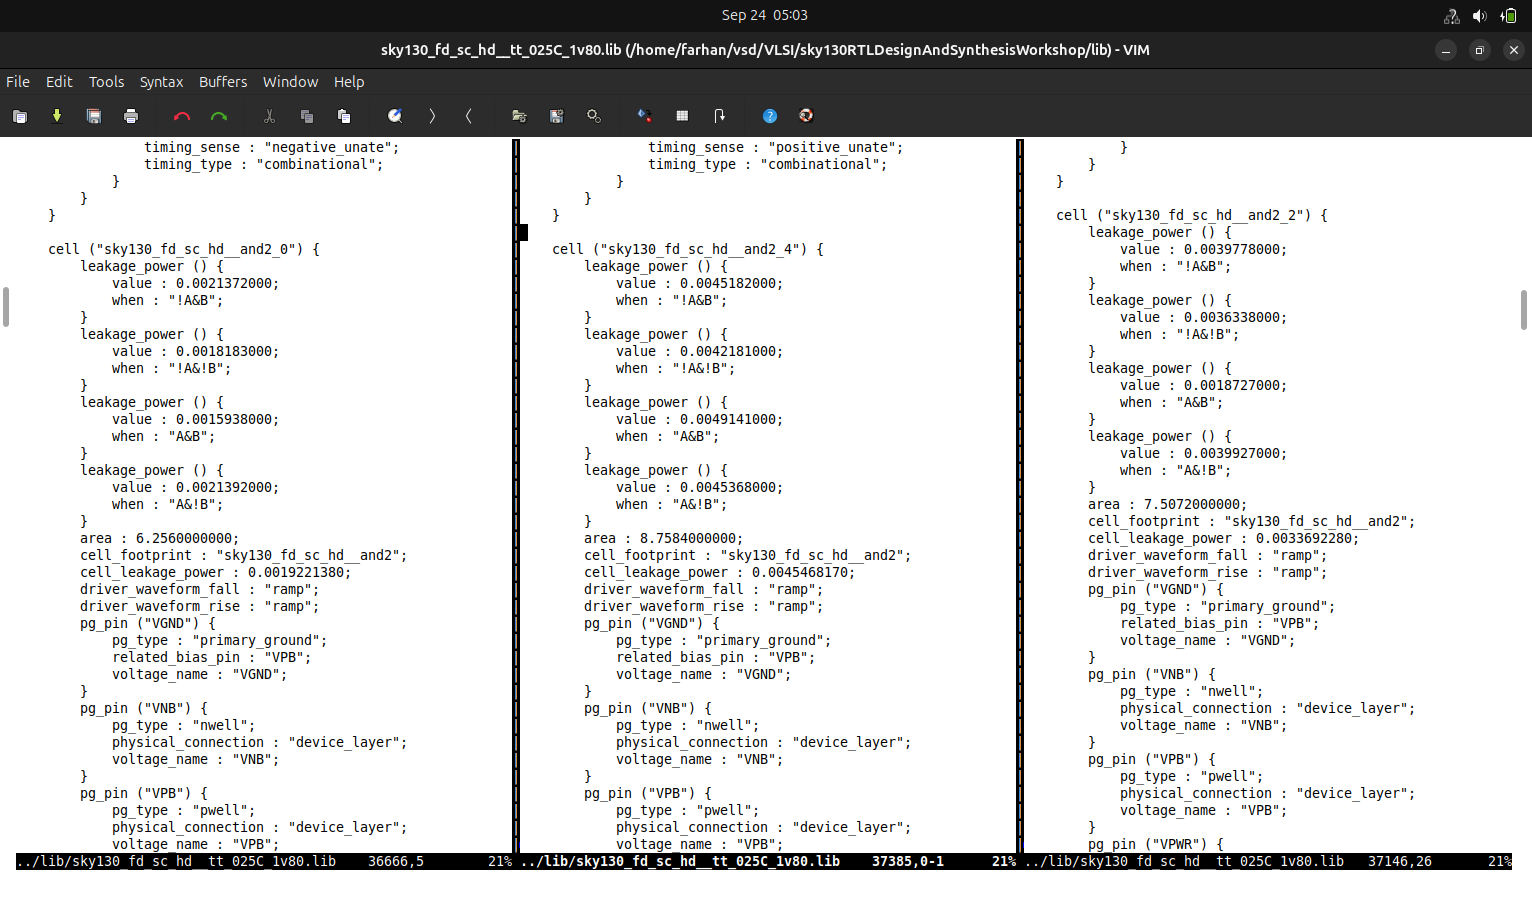 Sep 24  05:03
sky130_fd_sc_hd__tt_025C_1v80.lib (/home/farhan/vsd/VLSI/sky130RTLDesignAndSynthesisWorkshop/lib) - VIM
File Edit Tools Syntax Buffers Window Help
timing_sense : "negative_unate";
timing_type : "combinational";
}
}
}
cell ("sky130_fd_sc_hd__and2_0") {
leakage_power () {
value : 0.0021372000;
when : "!A&B";
}
leakage_power () {
value : 0.0018183000;
when : "!A&!B";
}
leakage_power () {
value : 0.0015938000;
when : "A&B";
}
leakage_power () {
value : 0.0021392000;
when : "A&!B";
}
area : 6.2560000000;
cell_footprint : "sky130_fd_sc_hd__and2";
cell_leakage_power : 0.0019221380;
driver_waveform_fall : "ramp";
driver_waveform_rise : "ramp";
pg_pin ("VGND") {
pg_type : "primary_ground";
related_bias_pin : "VPB";
voltage_name : "VGND";
}
pg_pin ("VNB") {
pg_type : "nwell";
physical_connection : "device_layer";
voltage_name : "VNB";
}
pg_pin ("VPB") {
pg_type : "pwell";
physical_connection : "device_layer";
voltage_name : "VPB";
../lib/sky130_fd_sc_hd__tt_025C_1v80.lib    36666,5        21%
timing_sense : "positive_unate";
timing_type : "combinational";
}
}
}
cell ("sky130_fd_sc_hd__and2_4") {
leakage_power () {
value : 0.0045182000;
when : "!A&B";
}
leakage_power () {
value : 0.0042181000;
when : "!A&!B";
}
leakage_power () {
value : 0.0049141000;
when : "A&B";
}
leakage_power () {
value : 0.0045368000;
when : "A&!B";
}
area : 8.7584000000;
cell_footprint : "sky130_fd_sc_hd__and2";
cell_leakage_power : 0.0045468170;
driver_waveform_fall : "ramp";
driver_waveform_rise : "ramp";
pg_pin ("VGND") {
pg_type : "primary_ground";
related_bias_pin : "VPB";
voltage_name : "VGND";
}
pg_pin ("VNB") {
pg_type : "nwell";
physical_connection : "device_layer";
voltage_name : "VNB";
}
pg_pin ("VPB") {
pg_type : "pwell";
physical_connection : "device_layer";
voltage_name : "VPB";
../lib/sky130_fd_sc_hd__tt_025C_1v80.lib    37385,0-1      21%
}
}
}
cell ("sky130_fd_sc_hd__and2_2") {
leakage_power () {
value : 0.0039778000;
when : "!A&B";
}
leakage_power () {
value : 0.0036338000;
when : "!A&!B";
}
leakage_power () {
value : 0.0018727000;
when : "A&B";
}
leakage_power () {
value : 0.0039927000;
when : "A&!B";
}
area : 7.5072000000;
cell_footprint : "sky130_fd_sc_hd__and2";
cell_leakage_power : 0.0033692280;
driver_waveform_fall : "ramp";
driver_waveform_rise : "ramp";
pg_pin ("VGND") {
pg_type : "primary_ground";
related_bias_pin : "VPB";
voltage_name : "VGND";
}
pg_pin ("VNB") {
pg_type : "nwell";
physical_connection : "device_layer";
voltage_name : "VNB";
}
pg_pin ("VPB") {
pg_type : "pwell";
physical_connection : "device_layer";
voltage_name : "VPB";
}
pg_pin ("VPWR") {
../lib/sky130_fd_sc_hd__tt_025C_1v80.lib   37146,26       21%